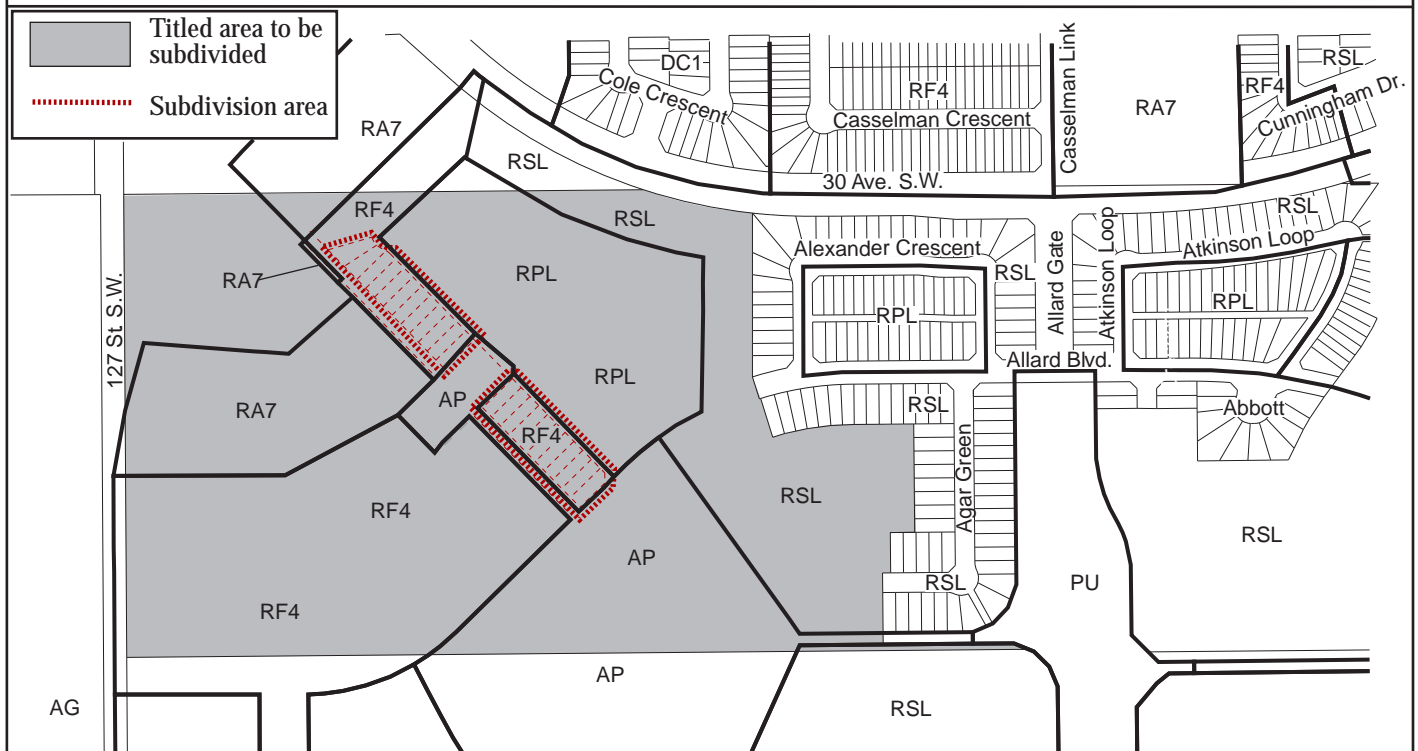 Titled area to be
subdivided
Subdivision area
RA7
RSL
DC1
Cole Crescent
RF4
Casselman Crescent
Casselman Link
RA7
RF4
RSL
Cunningham Dr.
30 Ave. S.W.
RF4
RSL
RSL
Alexander Crescent
RSL
Allard Gate
Atkinson Loop
Atkinson Loop
RA7
RPL
RPL
RPL
127 St S.W.
Allard Blvd.
RPL
RA7
AP
RF4
RSL
Abbott
Agar Green
RSL
RF4
RSL
AP
RSL
PU
RF4
AP
AG
RSL